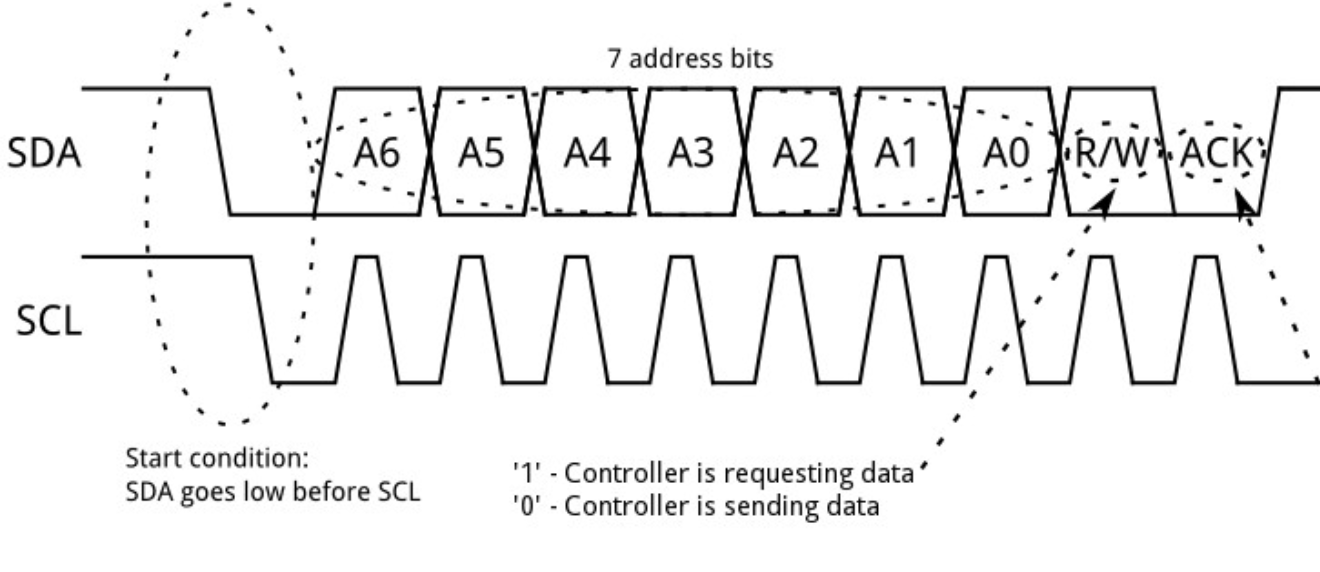 7 address bits
SDA A6 A5 A4 A3 A2 A1 A0 R/W ACK
SCL
Start condition:
SDA goes low before SCL
'1' - Controller is requesting data
'0' - Controller is sending data